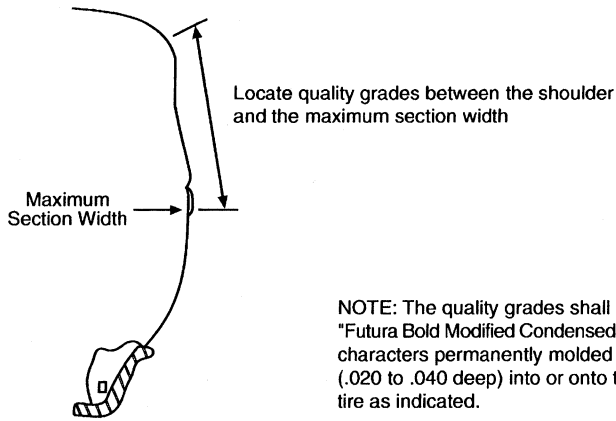 Locate quality grades between the shoulder
and the maximum section width
Maximum
Section Width
NOTE: The quality grades shall
"Futura Bold Modified Condensed
characters permanently molded
(.020 to .040 deep) into or onto
tire as indicated.